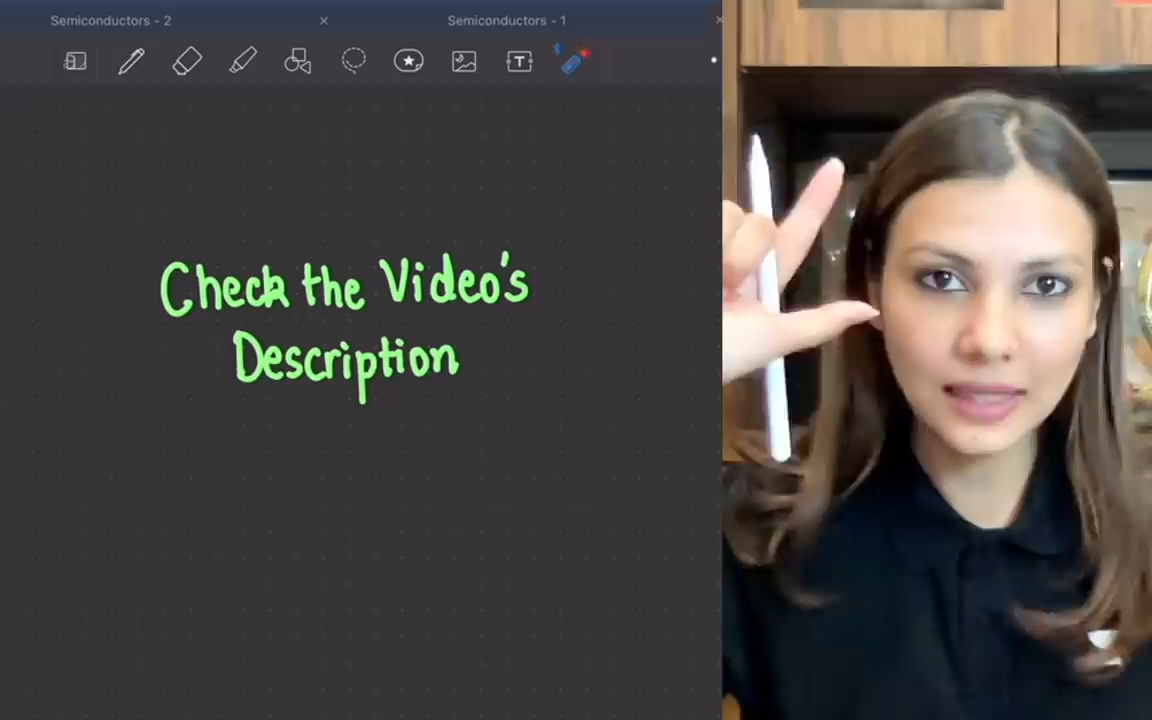 Semiconductors - 2
Semiconductors - 1
T
Check the Video's
Description